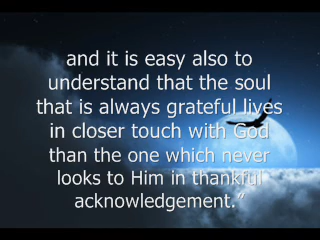 and it is easy also to
understand that the soul
that is always grateful lives
in closer touch with God
than the one which never
looks to Him in thankful
acknowledgement.”